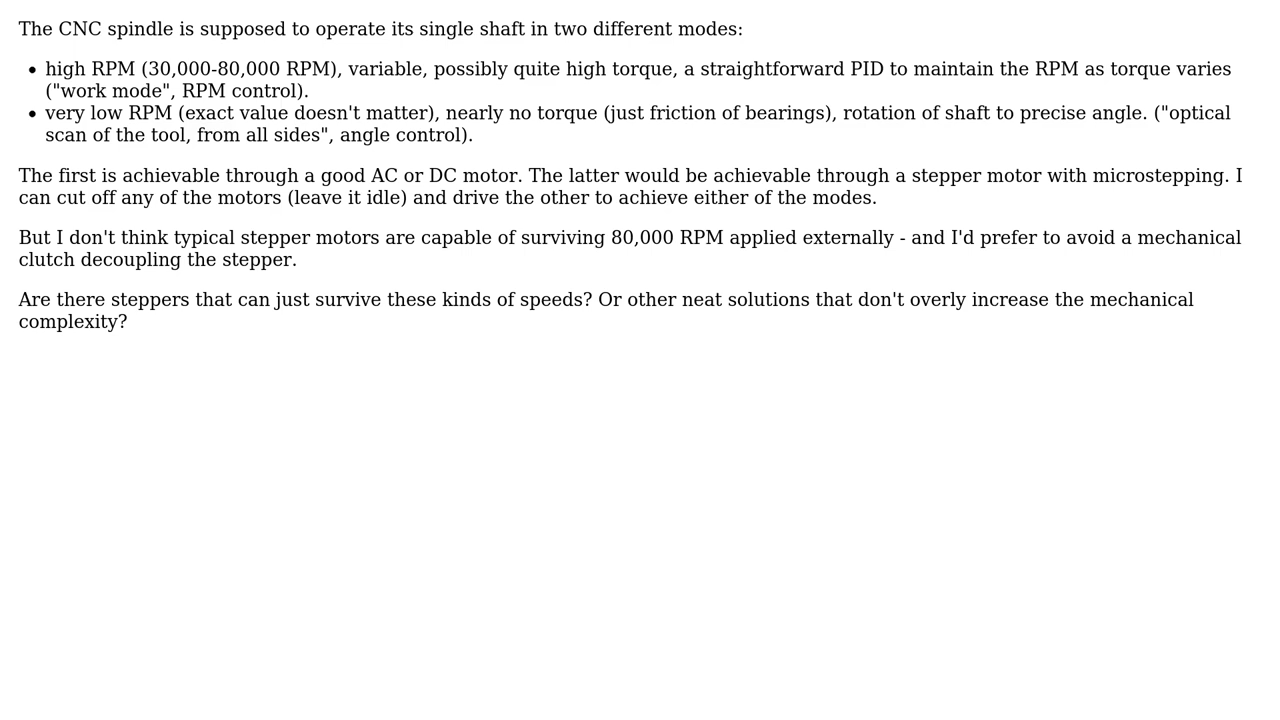 The CNC spindle is supposed to operate its single shaft in two different modes:
• high RPM (30,000-80,000 RPM), variable, possibly quite high torque, a straightforward PID to maintain the RPM as torque varies
("work mode", RPM control).
• very low RPM (exact value doesn't matter), nearly no torque (just friction of bearings), rotation of shaft to precise angle. ("optical
scan of the tool, from all sides", angle control).
The first is achievable through a good AC or DC motor. The latter would be achievable through a stepper motor with microstepping. I
can cut off any of the motors (leave it idle) and drive the other to achieve either of the modes.
But I don't think typical stepper motors are capable of surviving 80,000 RPM applied externally - and I'd prefer to avoid a mechanical
clutch decoupling the stepper.
Are there steppers that can just survive these kinds of speeds? Or other neat solutions that don't overly increase the mechanical
complexity?